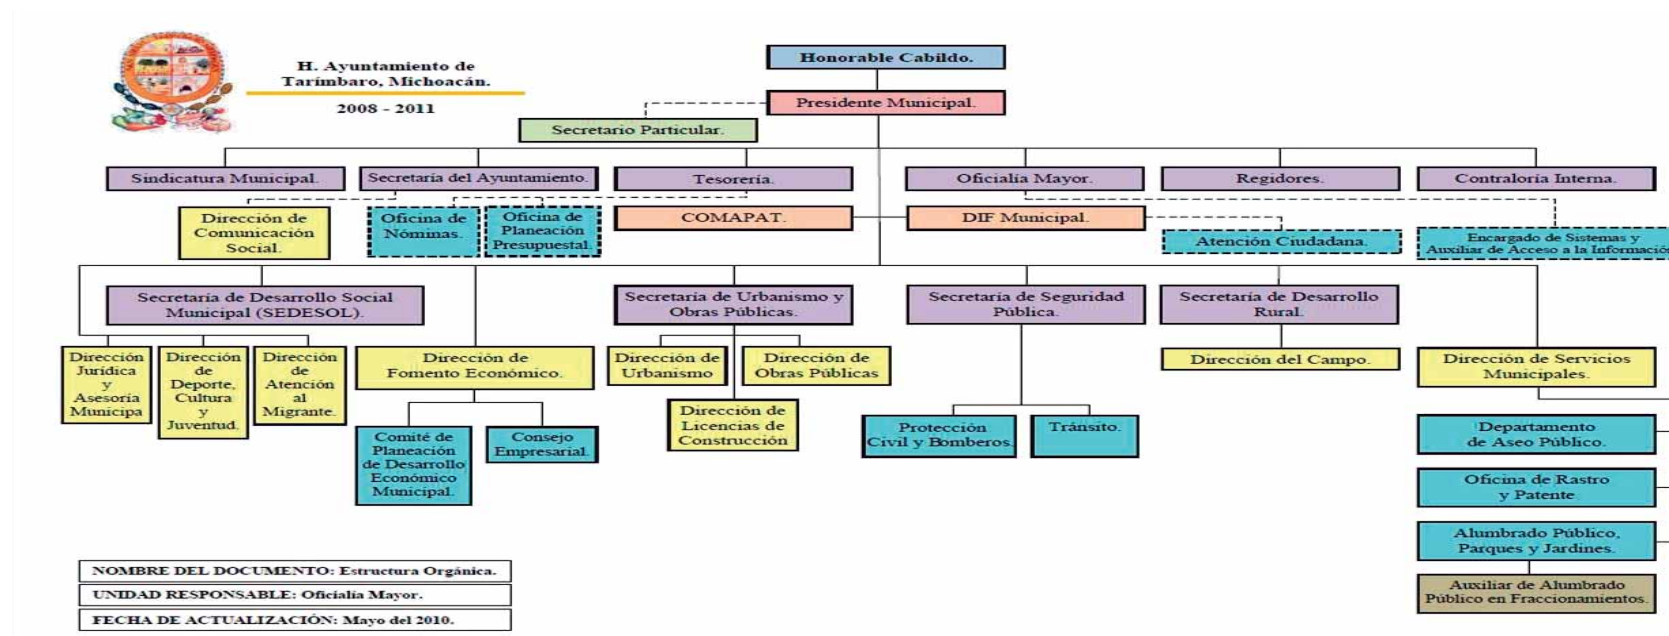 H. Ayuntamiento de
Tarímbaro, Michoacán.
2008 - 2011
Honorable Cabildo.
Presidente Municipal.
Secretario Particular.
Sindicatura Municipal.
Secretaría del Ayuntamiento.
Tesorería.
Oficialía Mayor.
Regidores.
Contraloría Interna.
Dirección de
Comunicación
Social.
Oficina de
Nóminas.
Oficina de
Planeación
Presupuestal.
COMAPAT.
DIF Municipal.
Atención Ciudadana.
Encargado de Sistemas y
Auxiliar de Acceso a la Información
Secretaría de Desarrollo Social
Municipal (SEDESOL).
Secretaría de Urbanismo y
Obras Públicas.
Secretaría de Seguridad
Pública.
Secretaría de Desarrollo
Rural.
Dirección
Jurídica
y
Asesoría
Municipa
Dirección
de
Deporte,
Cultura
y
Juventud.
Dirección
de
Atención
al
Migrante.
Dirección de
Fomento Económico.
Dirección de
Urbanismo
Dirección de
Obras Públicas
Dirección del Campo.
Dirección de Servicios
Municipales.
Comité de
Planeación
de Desarrollo
Económico
Municipal.
Consejo
Empresarial.
Dirección de
Licencias de
Construcción
Protección
Civil y Bomberos.
Tránsito.
Departamento
de Aseo Público.
Oficina de Rastro
y Patente
Alumbrado Público,
Parques y Jardines.
Auxiliar de Alumbrado
Público en Fraccionamientos.
NOMBRE DEL DOCUMENTO: Estructura Orgánica.
UNIDAD RESPONSABLE: Oficialía Mayor.
FECHA DE ACTUALIZACIÓN: Mayo del 2010.